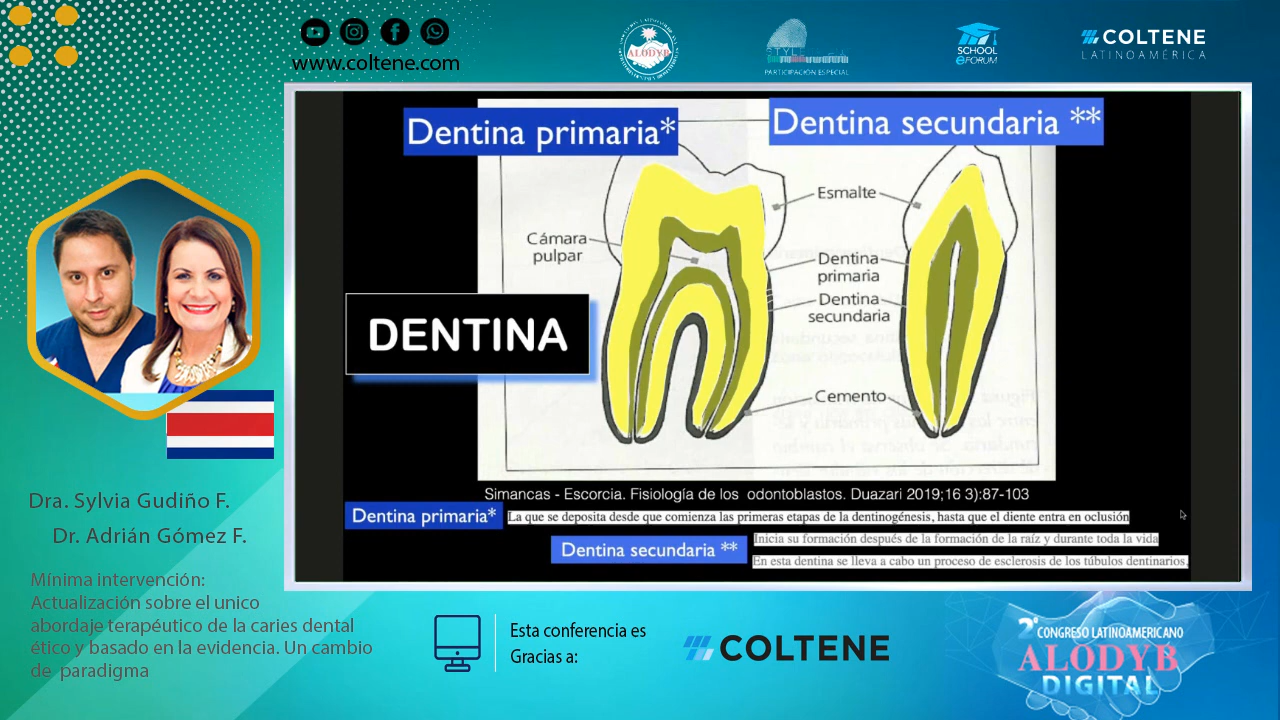 www.coltene.com
ALODYB
PARTICIPACIÓN ESPECIAL
SCHOOL
eFORUM
COLTENE
LATINOAMÉRICA
Dentina primaria*
Dentina secundaria **
Esmalte
Cámara
pulpar
Dentina
primaria
Dentina
secundaria
DENTINA
Cemento
Simancas - Escorcia. Fisiología de los odontoblastos. Duazari 2019;16 3):87-103
Dentina primaria* La que se deposita desde que comienza las primeras etapas de la dentinogénesis, hasta que el diente entra en oclusión
Dentina secundaria ** Inicia su formación después de la formación de la raíz y durante toda la vida
En esta dentina se lleva a cabo un proceso de esclerosis de los túbulos dentinarios,
Dra. Sylvia Gudiño F.
Dr. Adrián Gómez F.
Mínima intervención:
Actualización sobre el unico
abordaje terapéutico de la caries dental
ético y basado en la evidencia. Un cambio
de paradigma
Esta conferencia es
Gracias a:
COLTENE
2° CONGRESO LATINOAMERICANO
ALODYB
DIGITAL